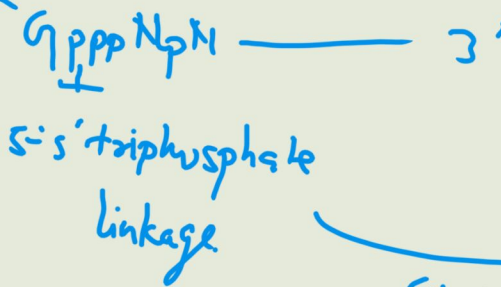 GpppNpN ——— 3'
5'-5' triphosphate
linkage